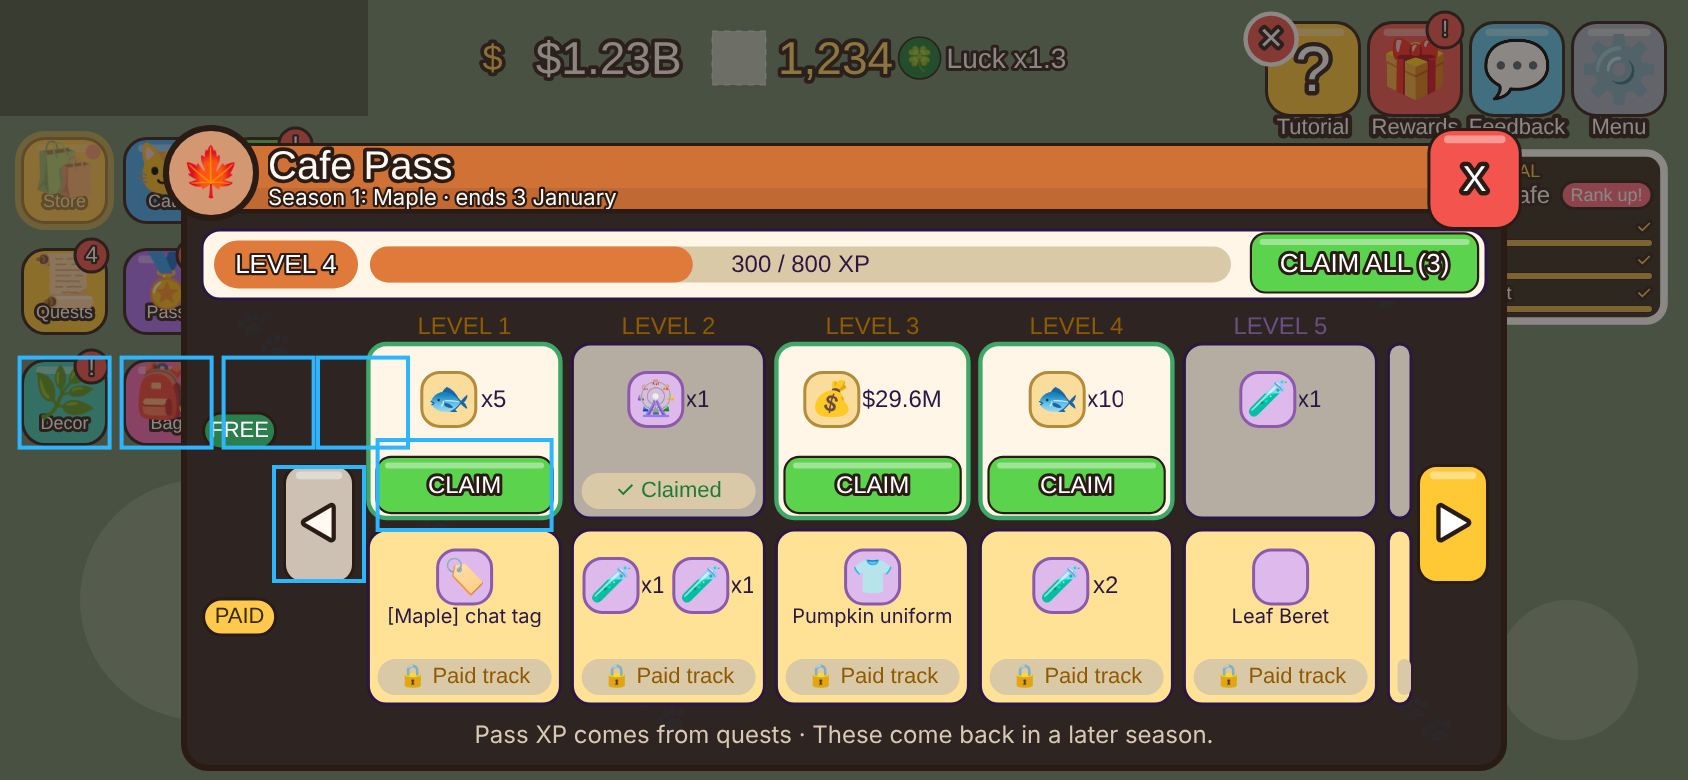 $ $1.23B 1,234 Luck x1.3
? ! Tutorial Rewards Feedback Menu
Store
Cafe Pass
Season 1: Maple · ends 3 January
X
Rank up!
LEVEL 4
300 / 800 XP
CLAIM ALL (3)
4
Quests
LEVEL 1 LEVEL 2 LEVEL 3 LEVEL 4 LEVEL 5
!
Decor
FREE
x5 x1 $29.6M x10 x1
CLAIM ✓ Claimed CLAIM CLAIM
PAID
[Maple] chat tag x1 x1 Pumpkin uniform x2 Leaf Beret
Paid track Paid track Paid track Paid track Paid track
Pass XP comes from quests · These come back in a later season.